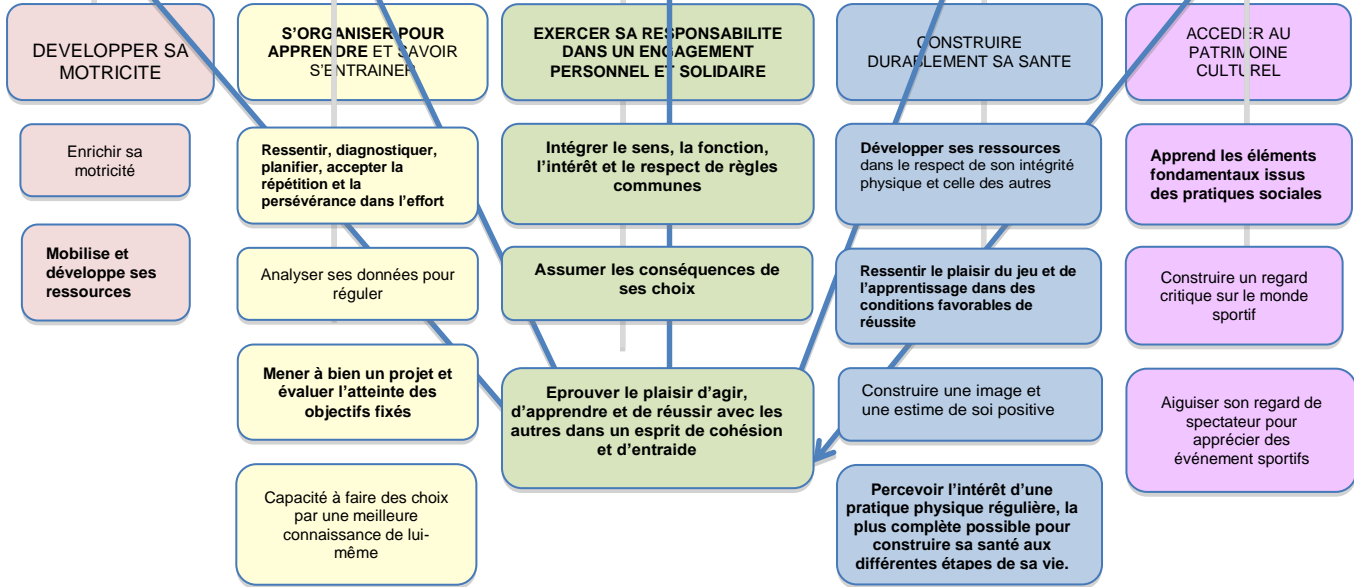 DEVELOPPER SA
MOTRICITE
Enrichir sa
motricité
Mobilise et
développe ses
ressources
S'ORGANISER POUR
APPRENDRE ET SAVOIR
S'ENTRAINER
Ressentir, diagnostiquer,
planifier, accepter la
répétition et la
persévérance dans l'effort
Analyser ses données pour
réguler
Mener à bien un projet et
évaluer l'atteinte des
objectifs fixés
Capacité à faire des choix
par une meilleure
connaissance de lui-
même
EXERCER SA RESPONSABILITE
DANS UN ENGAGEMENT
PERSONNEL ET SOLIDAIRE
Intégrer le sens, la fonction,
l'intérêt et le respect de règles
communes
Assumer les conséquences de
ses choix
Eprouver le plaisir d'agir,
d'apprendre et de réussir avec les
autres dans un esprit de cohésion
et d'entraide
CONSTRUIRE
DURABLEMENT SA SANTE
Développer ses ressources
dans le respect de son intégrité
physique et celle des autres
Ressentir le plaisir du jeu et de
l'apprentissage dans des
conditions favorables de
réussite
Construire une image et
une estime de soi positive
Percevoir l'intérêt d'une
pratique physique régulière, la
plus complète possible pour
construire sa santé aux
différentes étapes de sa vie.
ACCEDER AU
PATRIMOINE
CULTUREL
Apprend les éléments
fondamentaux issus
des pratiques sociales
Construire un regard
critique sur le monde
sportif
Aiguiser son regard de
spectateur pour
apprécier des
événement sportifs